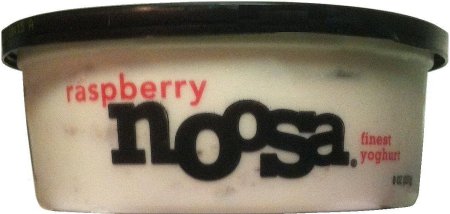 raspberry
noosa.
finest
yoghurt